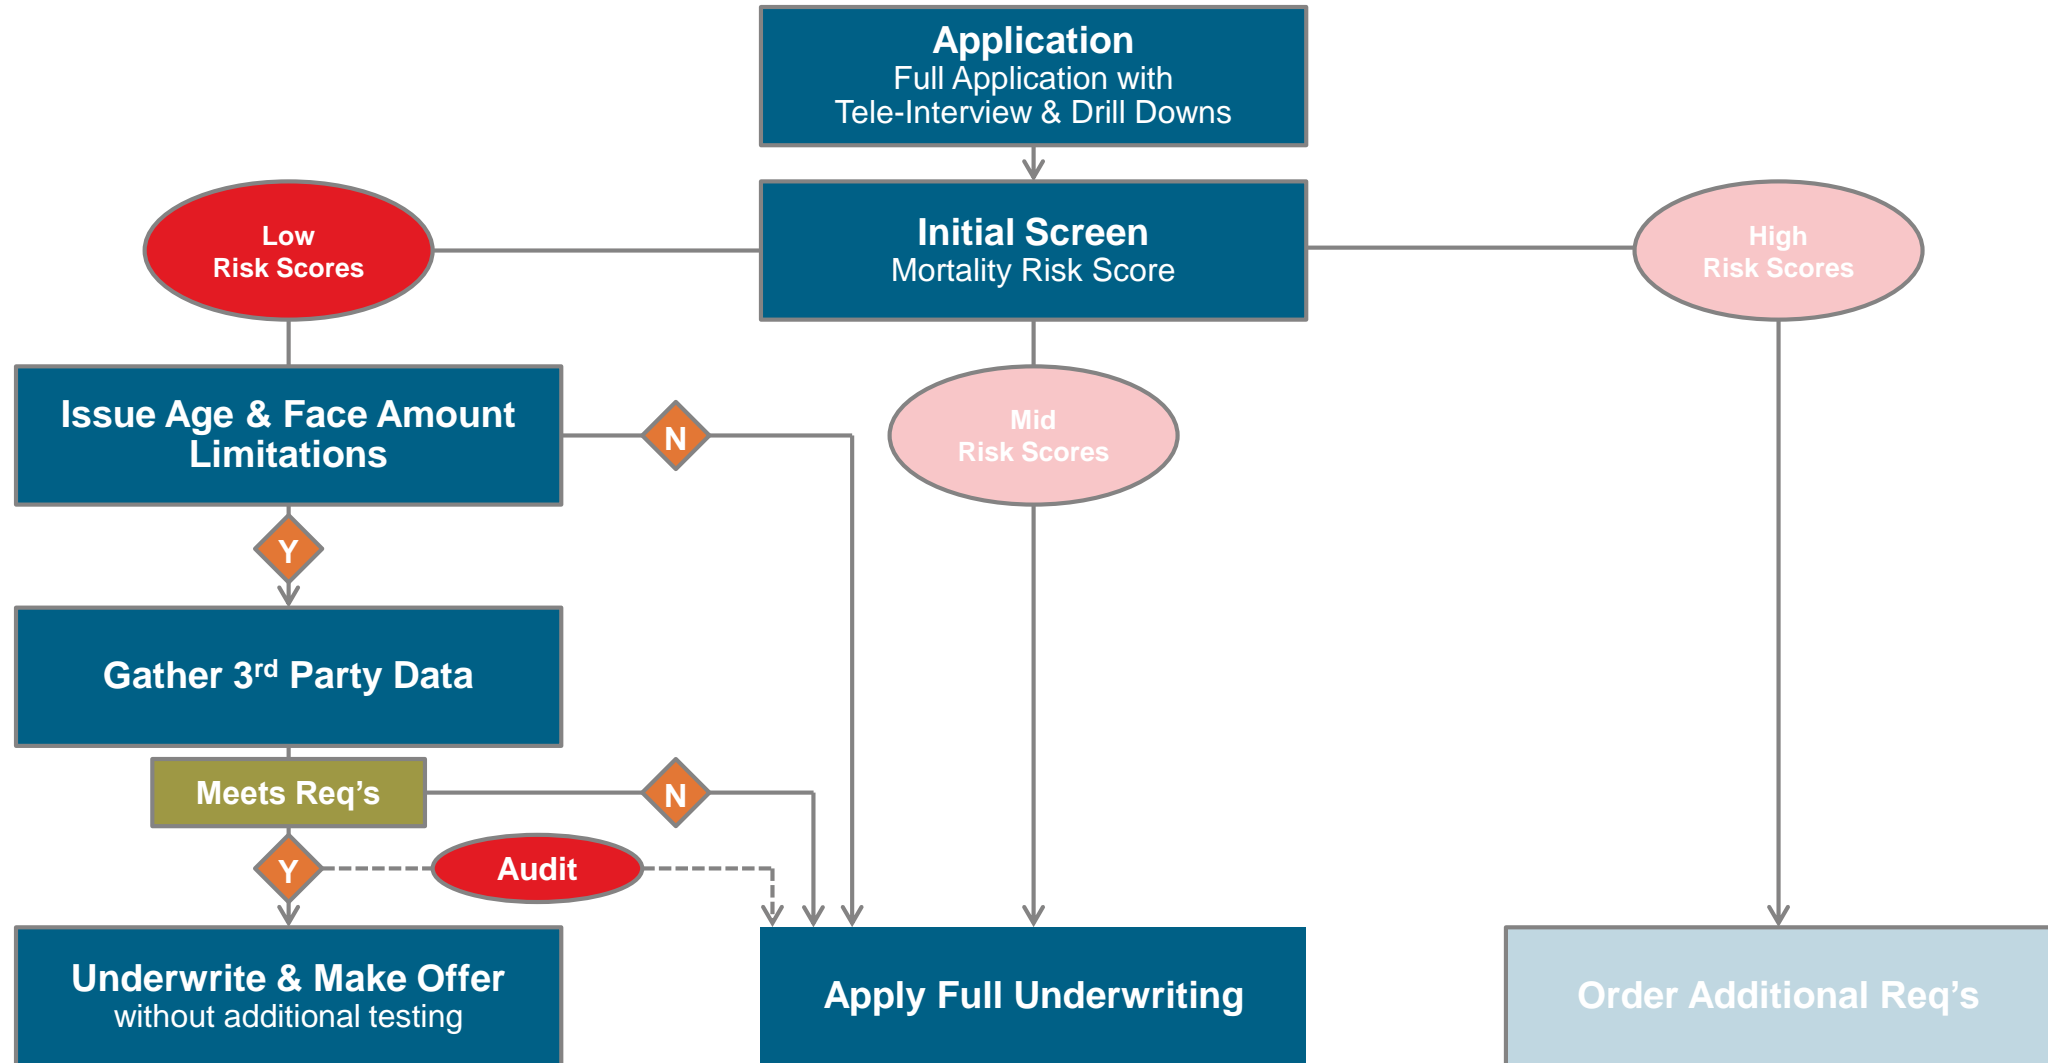 Application
Full Application with
Tele-Interview & Drill Downs
Low
Risk Scores
Initial Screen
Mortality Risk Score
High
Risk Scores
Issue Age & Face Amount
Limitations
N
Mid
Risk Scores
Y
Gather 3rd Party Data
Meets Req’s
N
Y
Audit
Underwrite & Make Offer
without additional testing
Apply Full Underwriting
Order Additional Req’s